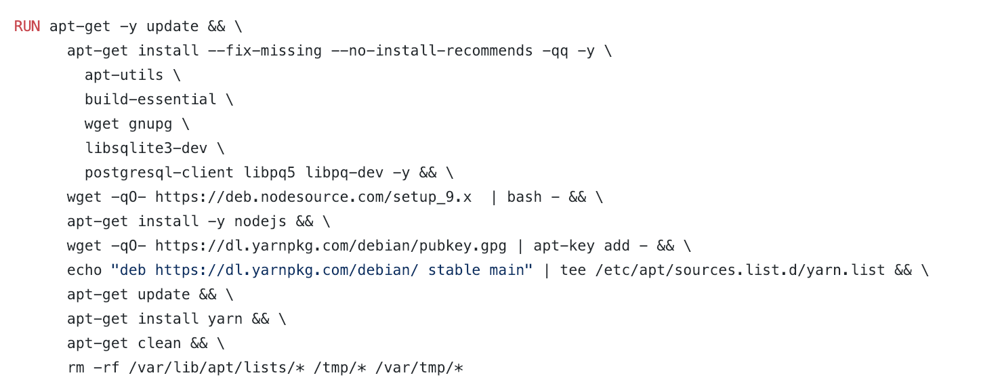 RUN apt-get -y update && \
apt-get install --fix-missing --no-install-recommends -qq -y \
apt-utils \
build-essential \
wget gnupg \
libsqlite3-dev \
postgresql-client libpq5 libpq-dev -y && \
wget -qO- https://deb.nodesource.com/setup_9.x  | bash - && \
apt-get install -y nodejs && \
wget -qO- https://dl.yarnpkg.com/debian/pubkey.gpg | apt-key add - && \
echo "deb https://dl.yarnpkg.com/debian/ stable main" | tee /etc/apt/sources.list.d/yarn.list && \
apt-get update && \
apt-get install yarn && \
apt-get clean && \
rm -rf /var/lib/apt/lists/* /tmp/* /var/tmp/*